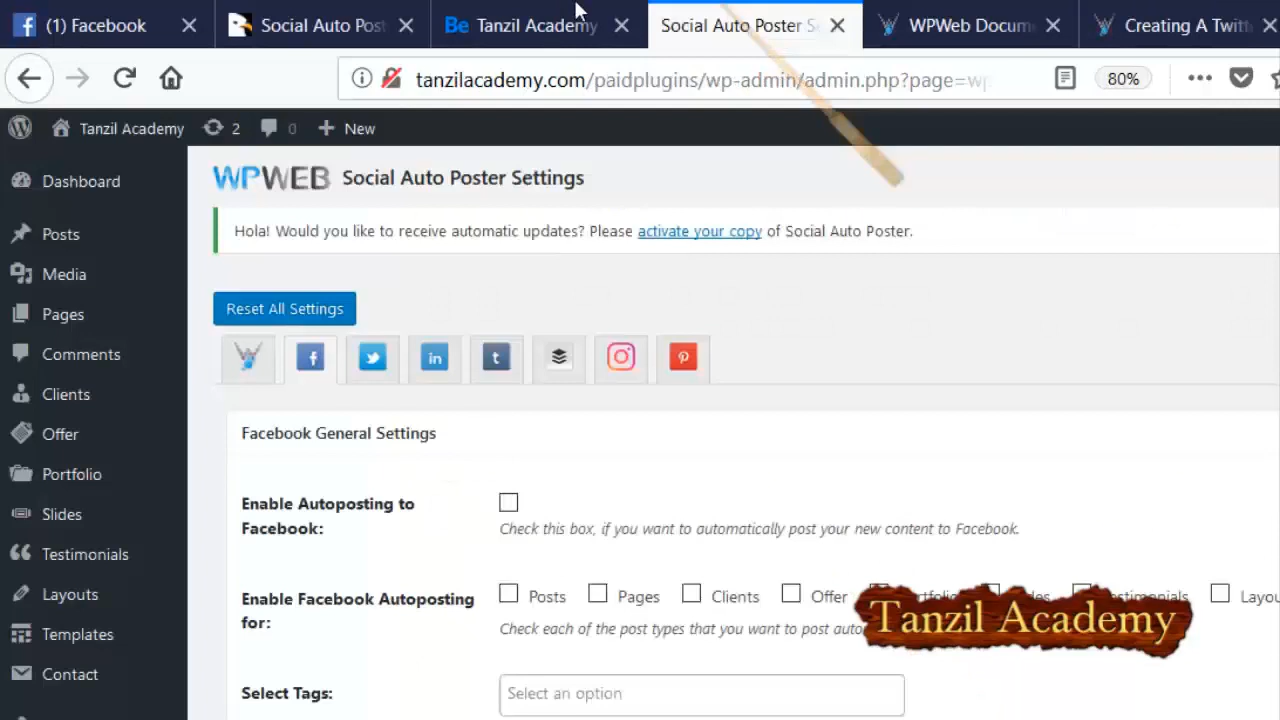 (1) Facebook
Social Auto Post
Tanzil Academy
Social Auto Poster S
WPWeb Docum
Creating A Twitt
tanzilacademy.com/paidplugins/wp-admin/admin.php?page=wp
80%
Tanzil Academy
2
0
New
WPWEB Social Auto Poster Settings
Hola! Would you like to receive automatic updates? Please activate your copy of Social Auto Poster.
Reset All Settings
Dashboard
Posts
Media
Pages
Comments
Clients
Offer
Portfolio
Slides
Testimonials
Layouts
Templates
Contact
Facebook General Settings
Enable Autoposting to
Facebook:
Check this box, if you want to automatically post your new content to Facebook.
Enable Facebook Autoposting
for:
Posts Pages Clients Offer
Check each of the post types that you want to post
Tanzil Academy
Select Tags:
Select an option